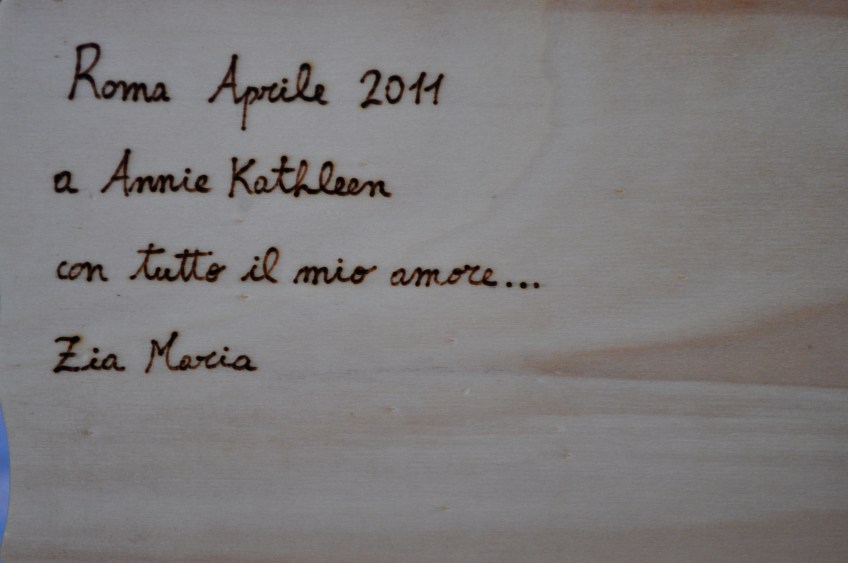 Roma Aprile 2011
a Annie Kathleen
con tutto il mio amore...
Zia Maria